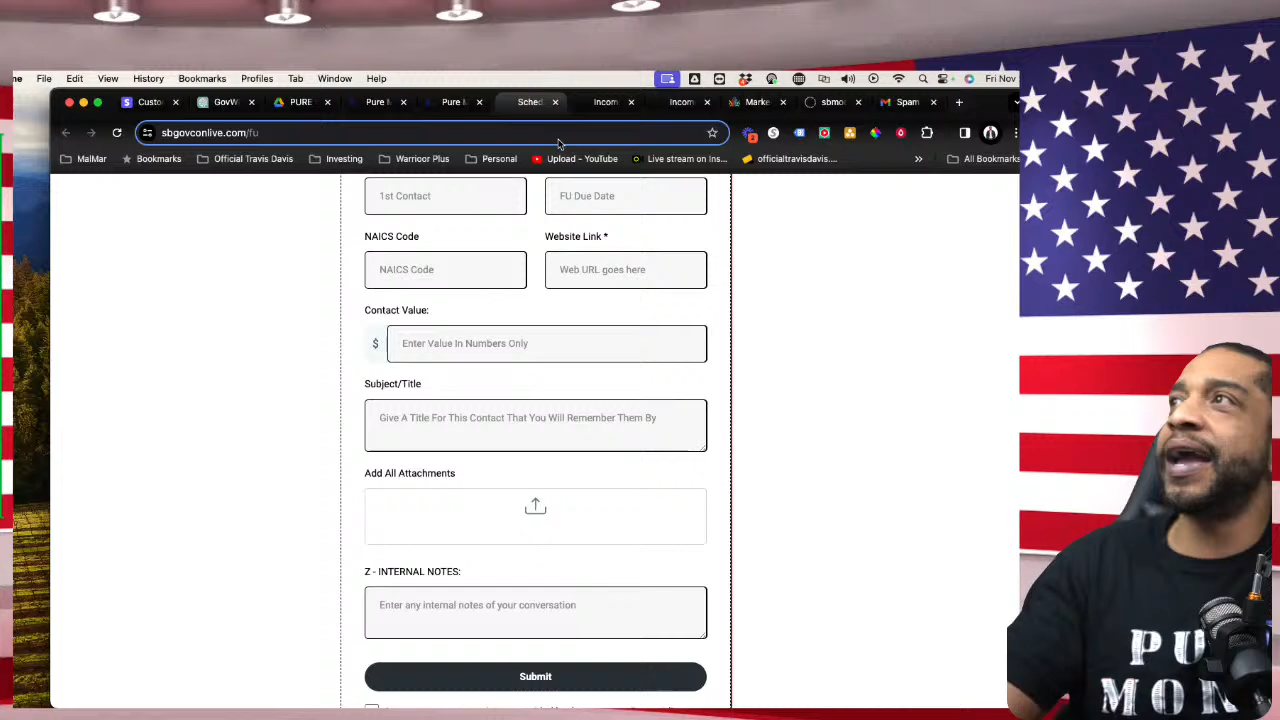 File Edit View History Bookmarks Profiles Tab Window Help Fri Nov
Custo GovW PURE Pure M Pure M Sched Incom Incom Marke sbmo Spam
sbgovconlive.com/fu
MalMar Bookmarks Official Travis Davis Investing Warricor Plus Personal Upload – YouTube Live stream on Ins... officialtravisdavis.... All Bookmarks
1st Contact FU Due Date
NAICS Code Website Link *
NAICS Code Web URL goes here
Contact Value:
$ Enter Value In Numbers Only
Subject/Title
Give A Title For This Contact That You Will Remember Them By
Add All Attachments
Z - INTERNAL NOTES:
Enter any internal notes of your conversation
Submit